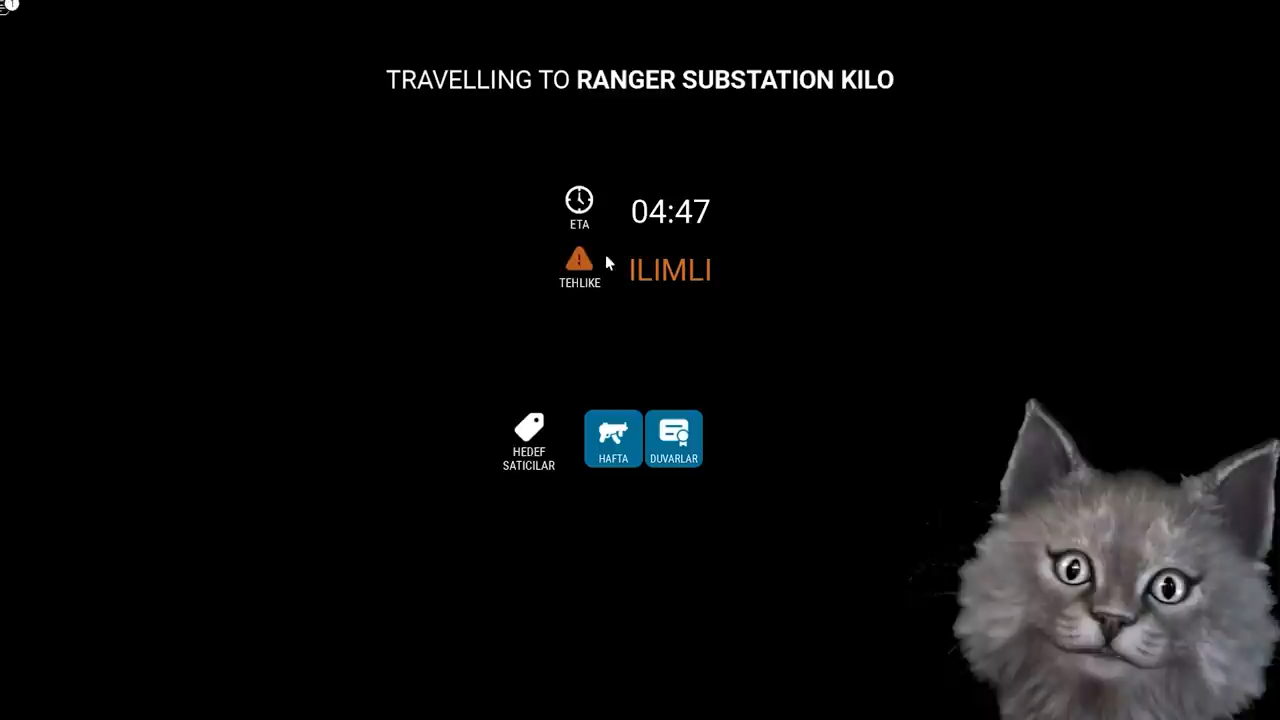 TRAVELLING TO RANGER SUBSTATION KILO
04:47
ETA
ILIMLI
TEHLIKE
HEDEF
SATICILAR
HAFTA
DUVARLAR